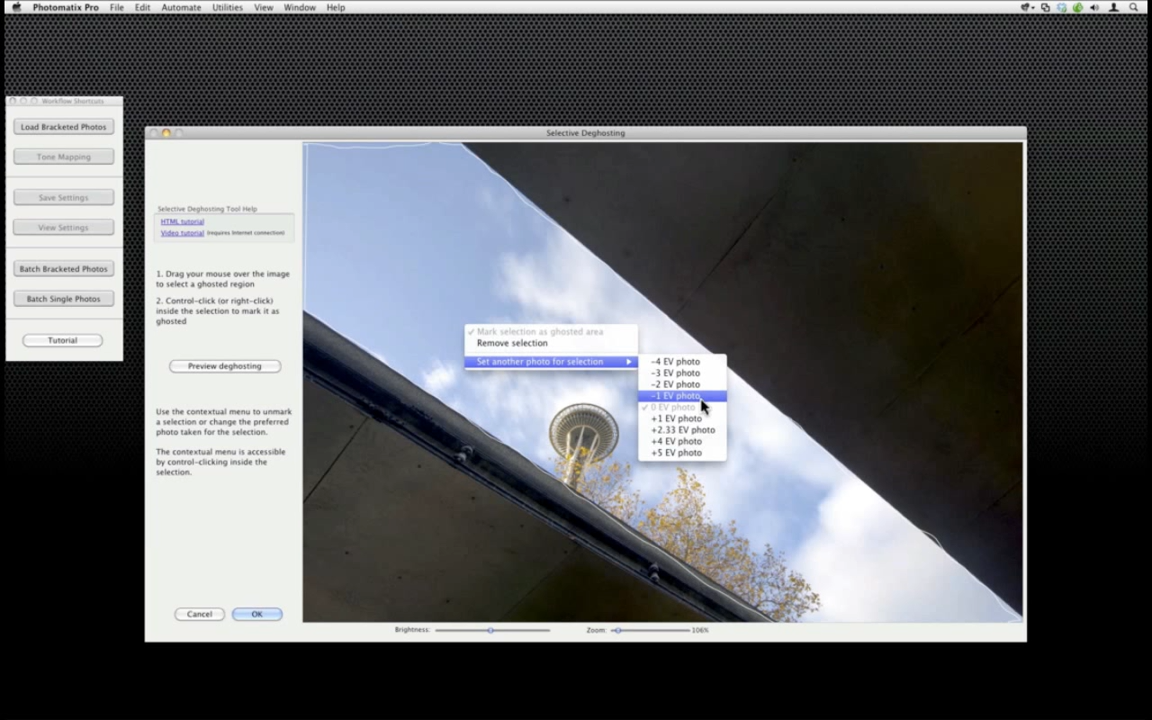 Photomatix Pro File Edit Automate Utilities View Window Help
Workflow Shortcuts
Load Bracketed Photos
Tone Mapping
Save Settings
View Settings
Batch Bracketed Photos
Batch Single Photos
Tutorial
Selective Deghosting
Selective Deghosting Tool Help
HTML tutorial
Video tutorial (requires Internet connection)
1. Drag your mouse over the image
to select a ghosted region
2. Control-click (or right-click)
inside the selection to mark it as
ghosted
Preview deghosting
Use the contextual menu to unmark
a selection or change the preferred
photo taken for the selection.
The contextual menu is accessible
by control-clicking inside the
selection.
Cancel OK
Mark selection as ghosted area
Remove selection
Set another photo for selection
-4 EV photo
-3 EV photo
-2 EV photo
-1 EV photo
0 EV photo
+1 EV photo
+2.33 EV photo
+4 EV photo
+5 EV photo
Brightness: Zoom: 106%